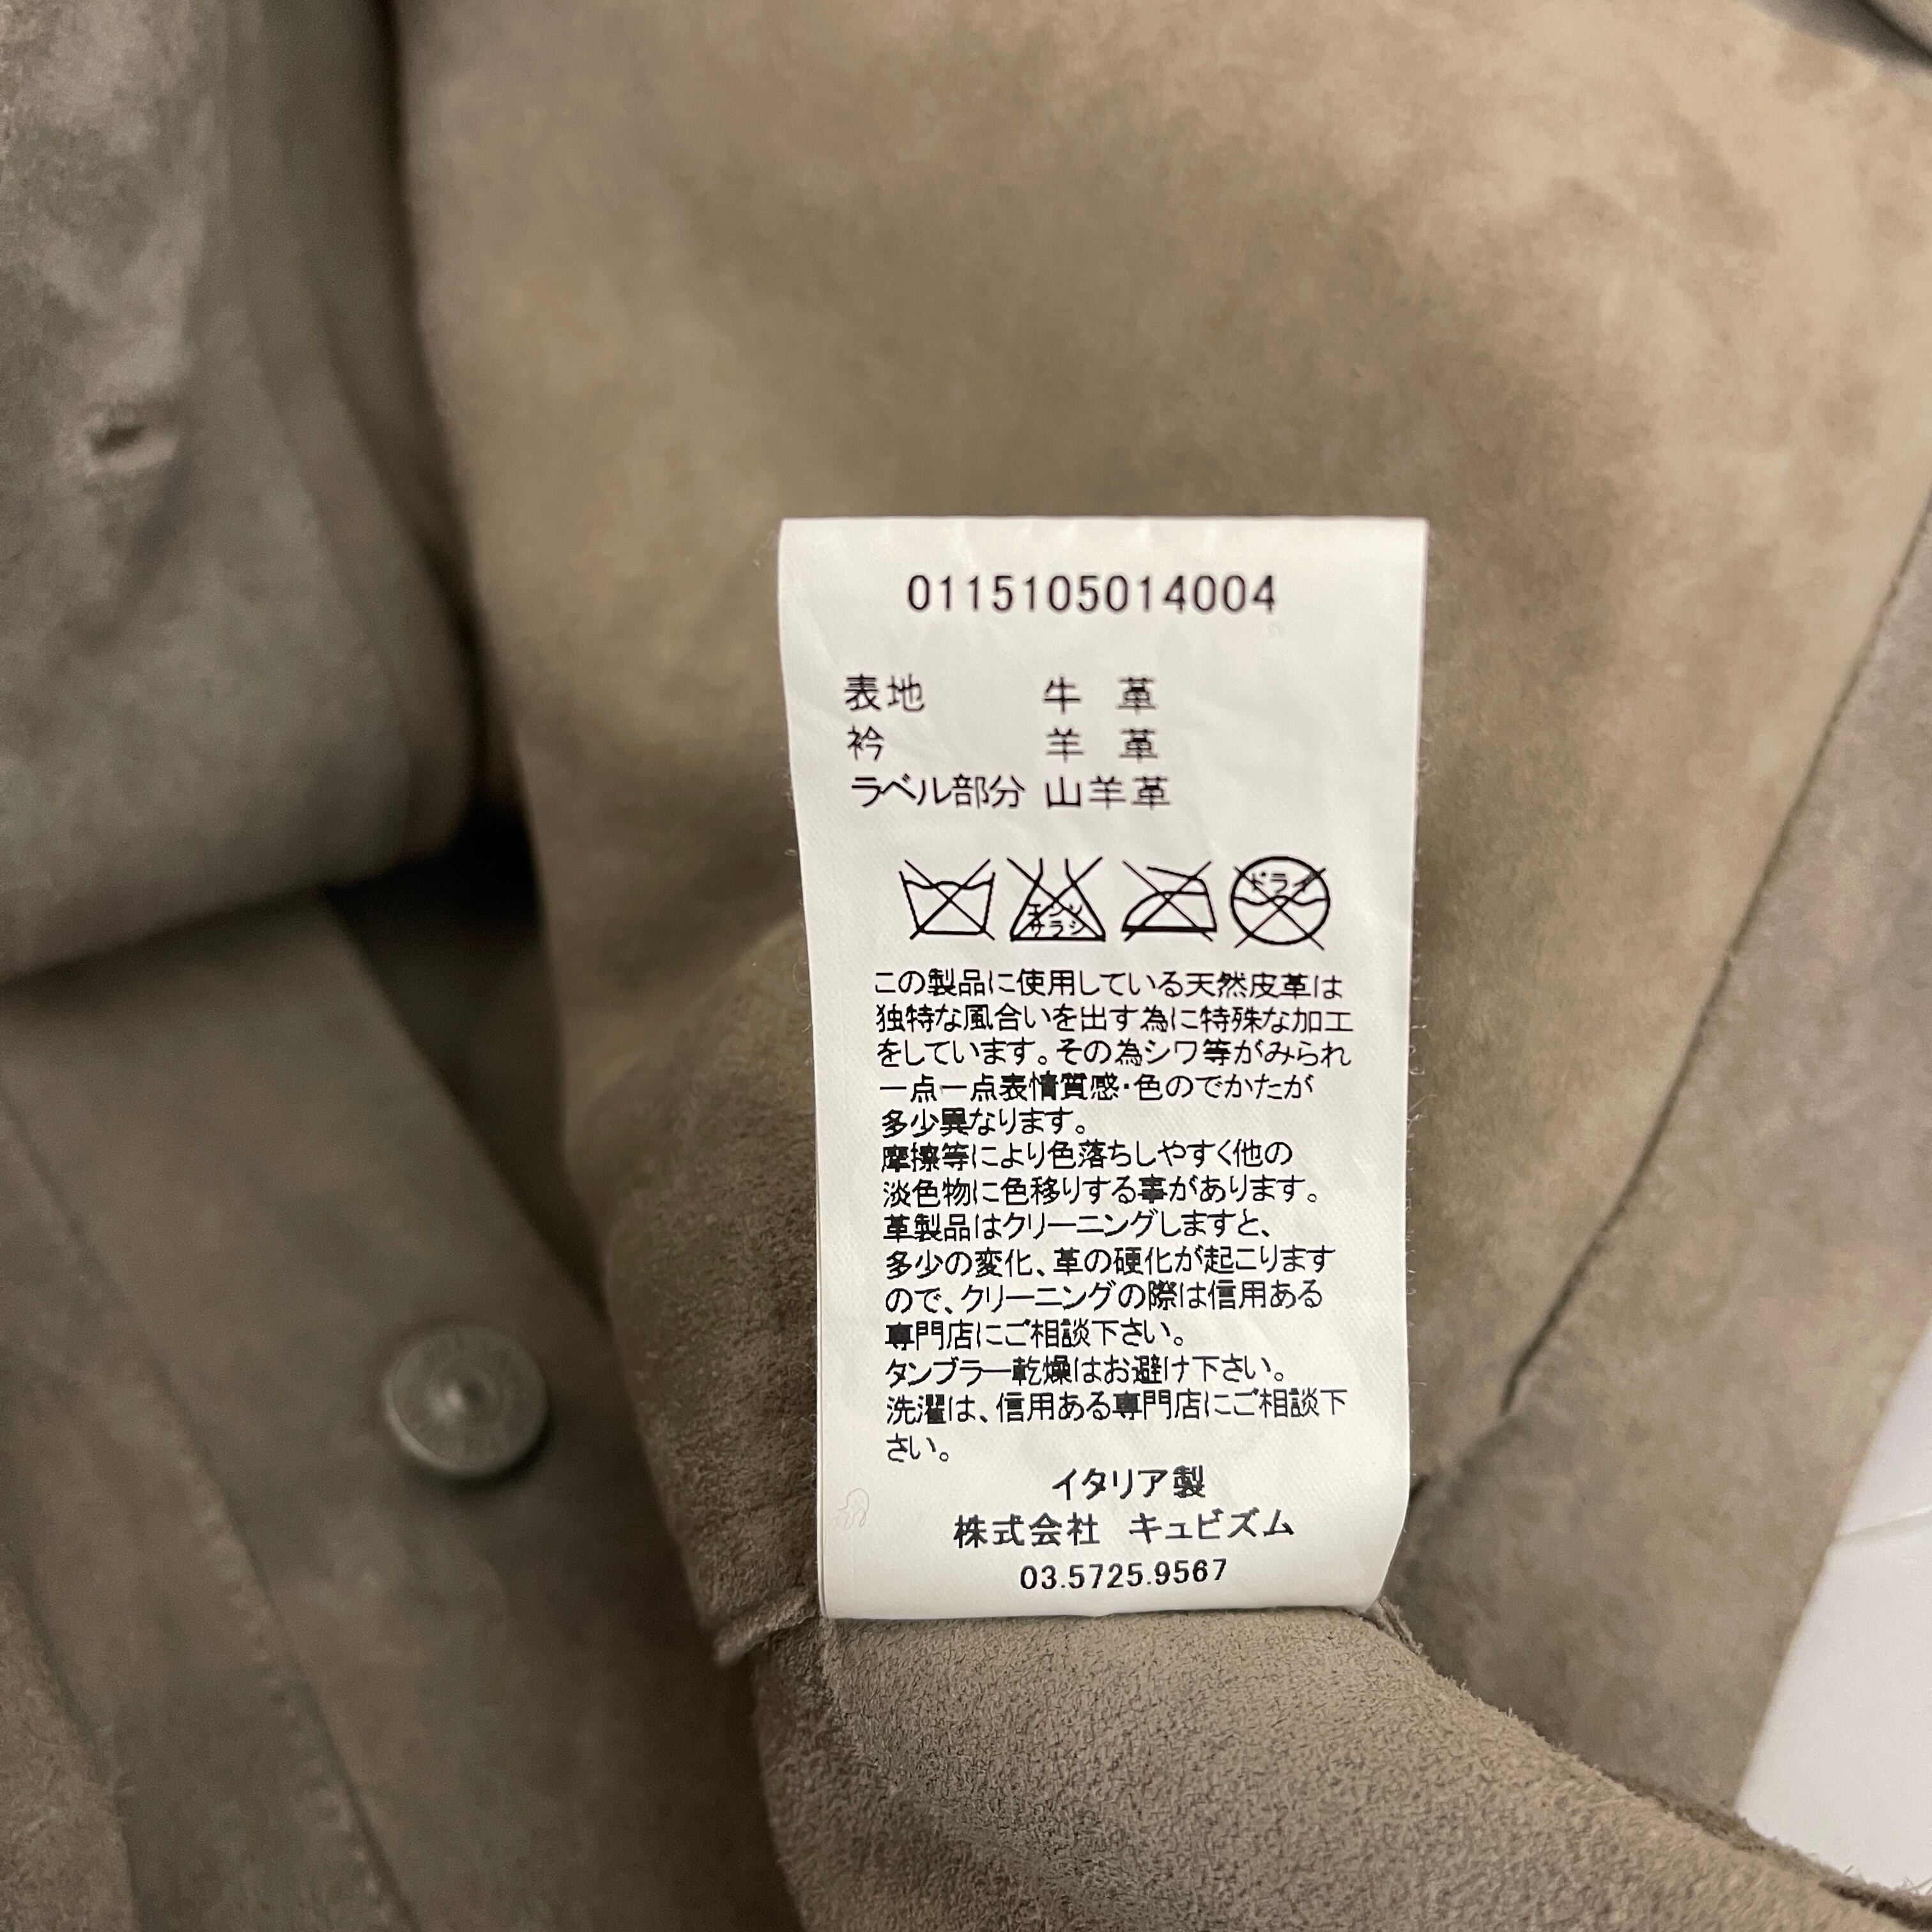 0115105014004
表地 牛 革
衿 羊 革
ラベル部分 山羊革
エンソ
サラシ
ドライ
この製品に使用している天然皮革は
独特な風合いを出す為に特殊な加工
をしています。その為シワ等がみられ
一点一点表情質感・色のでかたが
多少異なります。
摩擦等により色落ちしやすく他の
淡色物に色移りする事があります。
革製品はクリーニングしますと、
多少の変化、革の硬化が起こります
ので、クリーニングの際は信用ある
専門店にご相談下さい。
タンブラー乾燥はお避け下さい。
洗濯は、信用ある専門店にご相談下
さい。
イタリア製
株式会社 キュビズム
03.5725.9567